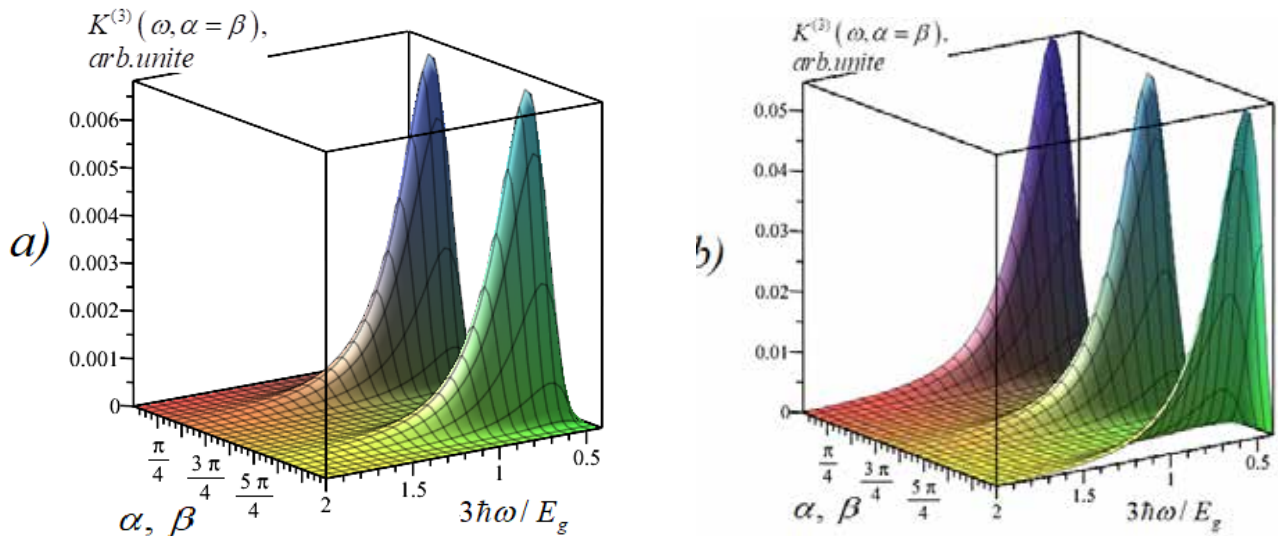 K⁽³⁾(ω,α=β),
arb.unite
0.006
0.005
0.004
0.003
0.002
0.001
0
a)
π/4
3π/4
5π/4
2
1.5
1
0.5
α, β
3ħω/E_g
K⁽³⁾(ω,α=β),
arb.unite
0.05
0.04
0.03
0.02
0.01
0
b)
π/4
3π/4
5π/4
2
1.5
1
0.5
α, β
3ħω/E_g